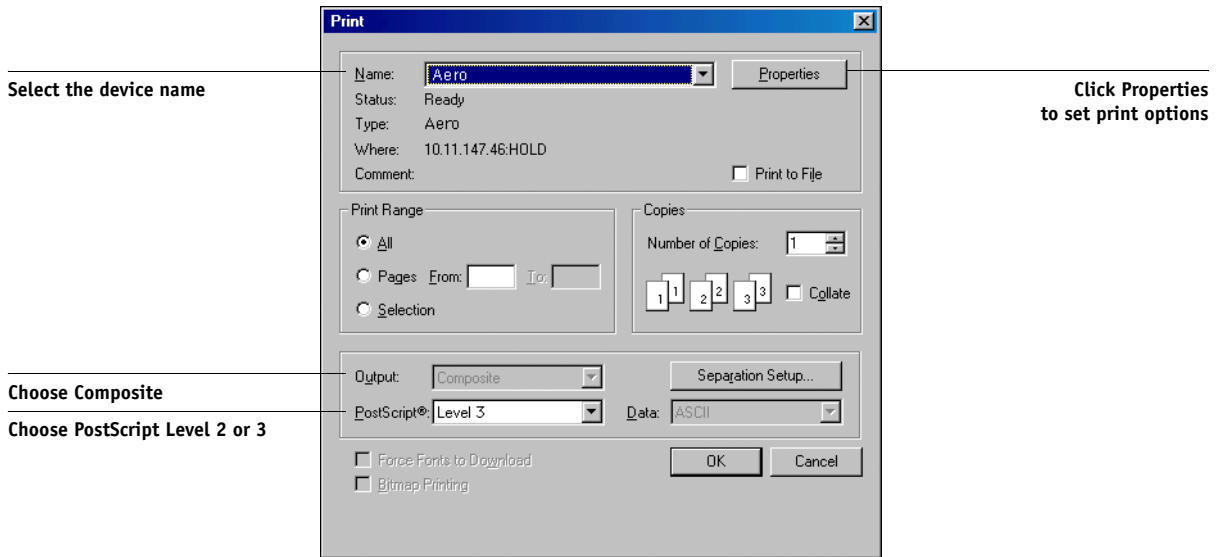 Print
Select the device name
Name: Aero Properties
Click Properties
to set print options
Status: Ready
Type: Aero
Where: 10.11.147.46:HOLD
Comment: Print to File
Print Range
All
Pages From: To:
Selection
Copies
Number of Copies: 1
1 1 2 2 3 3 Collate
Choose Composite
Output: Composite Separation Setup...
Choose PostScript Level 2 or 3
PostScript®: Level 3 Data: ASCII
Force Fonts to Download
Bitmap Printing
OK Cancel